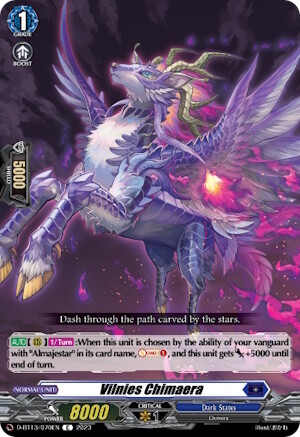 1
GRADE
BOOST
5000
SHIELD
Dash through the path carved by the stars.
AUTO 1/Turn :When this unit is chosen by the ability of your vanguard
with "Almajestar" in its card name, , and this unit gets +5000 until
end of turn.
NORMAL UNIT
Vilnies Chimaera
D-BT13/070EN C 2023
POWER
8000
CRITICAL
1
Dark States
Chimera